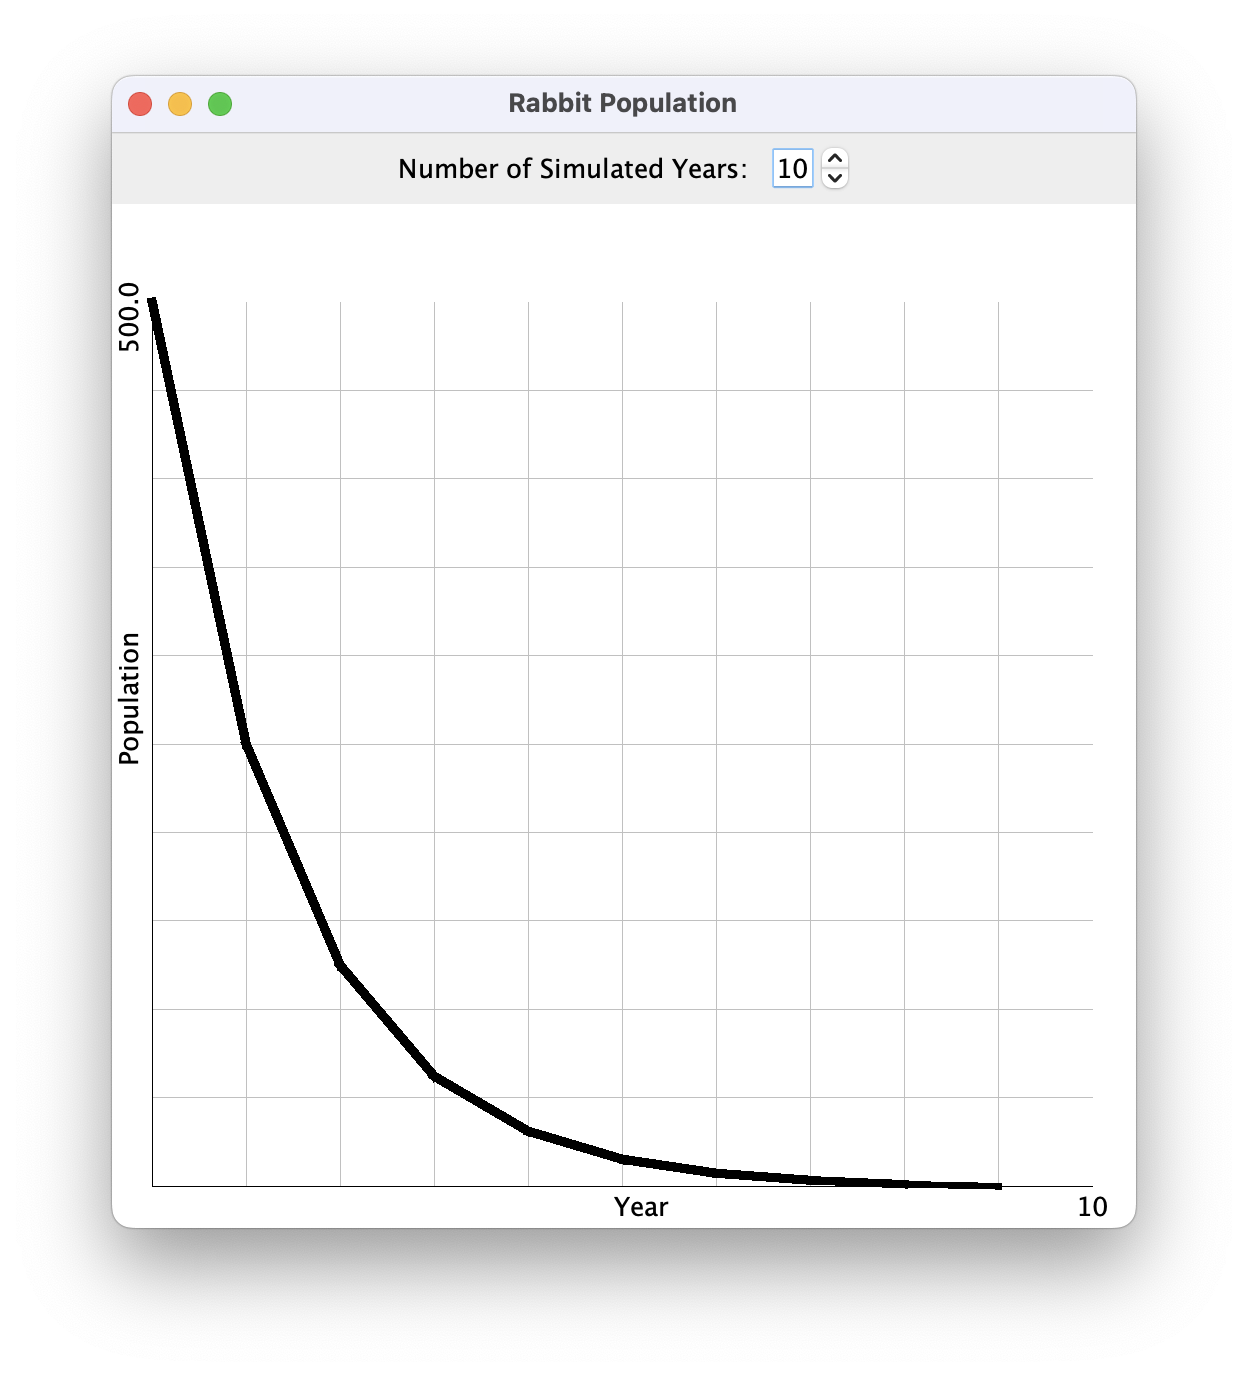 Rabbit Population
Number of Simulated Years: 10
500.0
Population
Year
10